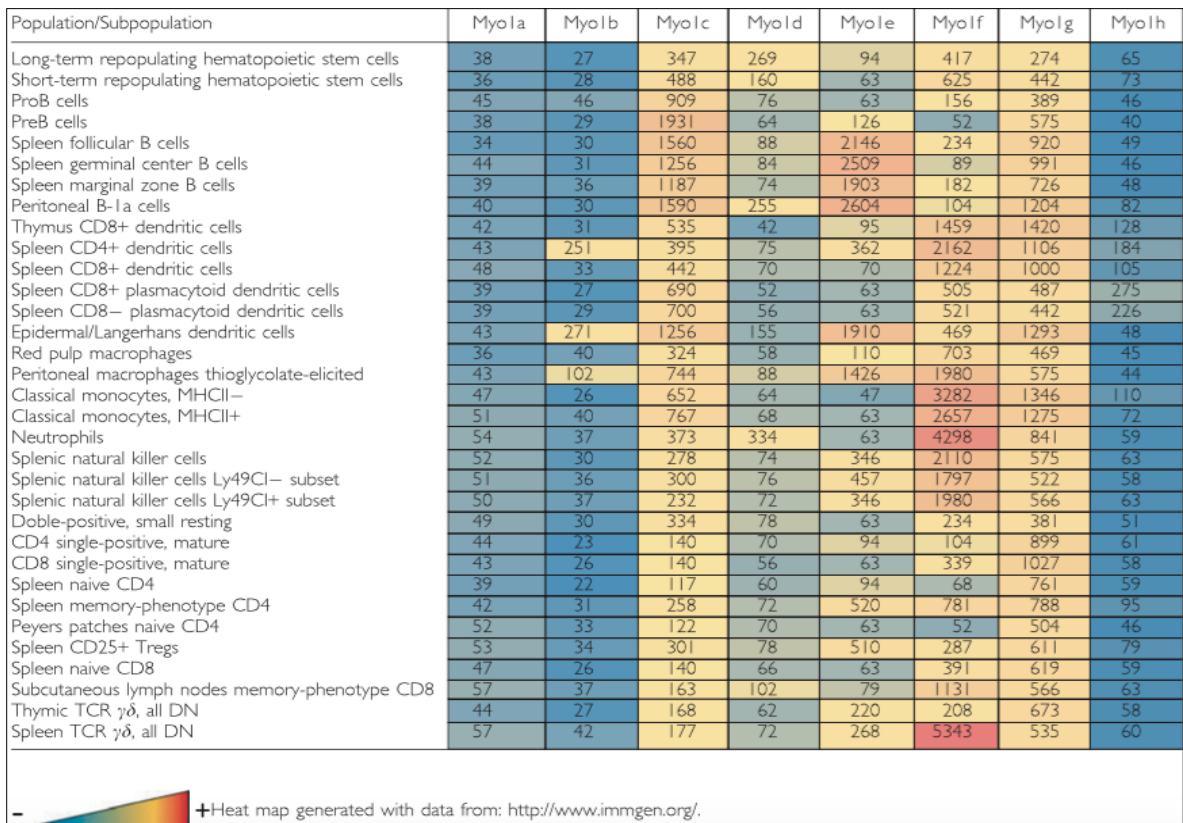 Population/Subpopulation Myo1a Myo1b Myo1c Myo1d Myo1e Myo1f Myo1g Myo1h
Long-term repopulating hematopoietic stem cells 38 27 347 269 94 417 274 65
Short-term repopulating hematopoietic stem cells 36 28 488 160 63 625 442 73
ProB cells 45 46 909 76 63 156 389 46
PreB cells 38 29 1931 64 126 52 575 40
Spleen follicular B cells 34 30 1560 88 2146 234 920 49
Spleen germinal center B cells 44 31 1256 84 2509 89 991 46
Spleen marginal zone B cells 39 36 1187 74 1903 182 726 48
Peritoneal B-1a cells 40 30 1590 255 2604 104 1204 82
Thymus CD8+ dendritic cells 42 31 535 42 95 1459 1420 128
Spleen CD4+ dendritic cells 43 251 395 75 362 2162 1106 184
Spleen CD8+ dendritic cells 48 33 442 70 70 1224 1000 105
Spleen CD8+ plasmacytoid dendritic cells 39 27 690 52 63 505 487 275
Spleen CD8− plasmacytoid dendritic cells 39 29 700 56 63 521 442 226
Epidermal/Langerhans dendritic cells 43 271 1256 155 1910 469 1293 48
Red pulp macrophages 36 40 324 58 110 703 469 45
Peritoneal macrophages thioglycolate-elicited 43 102 744 88 1426 1980 575 44
Classical monocytes, MHCII− 47 26 652 64 47 3282 1346 110
Classical monocytes, MHCII+ 51 40 767 68 63 2657 1275 72
Neutrophils 54 37 373 334 63 4298 841 59
Splenic natural killer cells 52 30 278 74 346 2110 575 63
Splenic natural killer cells Ly49CI− subset 51 36 300 76 457 1797 522 58
Splenic natural killer cells Ly49CI+ subset 50 37 232 72 346 1980 566 63
Doble-positive, small resting 49 30 334 78 63 234 381 51
CD4 single-positive, mature 44 23 140 70 94 104 899 61
CD8 single-positive, mature 43 26 140 56 63 339 1027 58
Spleen naive CD4 39 22 117 60 94 68 761 59
Spleen memory-phenotype CD4 42 31 258 72 520 781 788 95
Peyers patches naive CD4 52 33 122 70 63 52 504 46
Spleen CD25+ Tregs 53 34 301 78 510 287 611 79
Spleen naive CD8 47 26 140 66 63 391 619 59
Subcutaneous lymph nodes memory-phenotype CD8 57 37 163 102 79 1131 566 63
Thymic TCR γδ, all DN 44 27 168 62 220 208 673 58
Spleen TCR γδ, all DN 57 42 177 72 268 5343 535 60
− + Heat map generated with data from: http://www.immgen.org/.